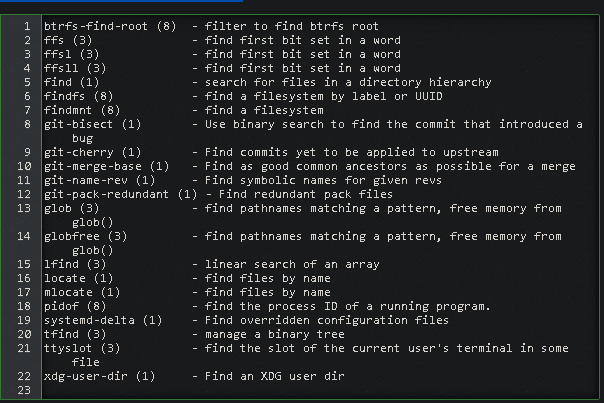 1 btrfs-find-root (8) - filter to find btrfs root
2 ffs (3) - find first bit set in a word
3 ffsl (3) - find first bit set in a word
4 ffsll (3) - find first bit set in a word
5 find (1) - search for files in a directory hierarchy
6 findfs (8) - find a filesystem by label or UUID
7 findmnt (8) - find a filesystem
8 git-bisect (1) - Use binary search to find the commit that introduced a
bug
9 git-cherry (1) - Find commits yet to be applied to upstream
10 git-merge-base (1) - Find as good common ancestors as possible for a merge
11 git-name-rev (1) - Find symbolic names for given revs
12 git-pack-redundant (1) - Find redundant pack files
13 glob (3) - find pathnames matching a pattern, free memory from
glob()
14 globfree (3) - find pathnames matching a pattern, free memory from
glob()
15 lfind (3) - linear search of an array
16 locate (1) - find files by name
17 mlocate (1) - find files by name
18 pidof (8) - find the process ID of a running program.
19 systemd-delta (1) - Find overridden configuration files
20 tfind (3) - manage a binary tree
21 ttyslot (3) - find the slot of the current user's terminal in some
file
22 xdg-user-dir (1) - Find an XDG user dir
23